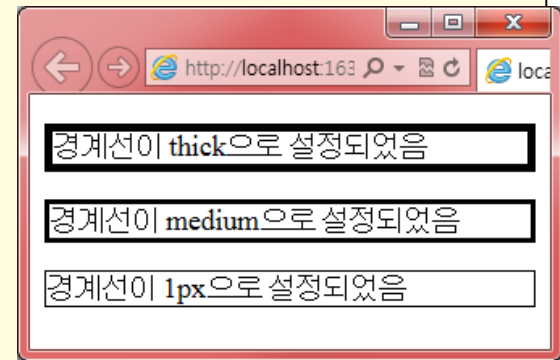 http://localhost:163
loca
경계선이 thick으로 설정되었음
경계선이 medium으로 설정되었음
경계선이 1px으로 설정되었음